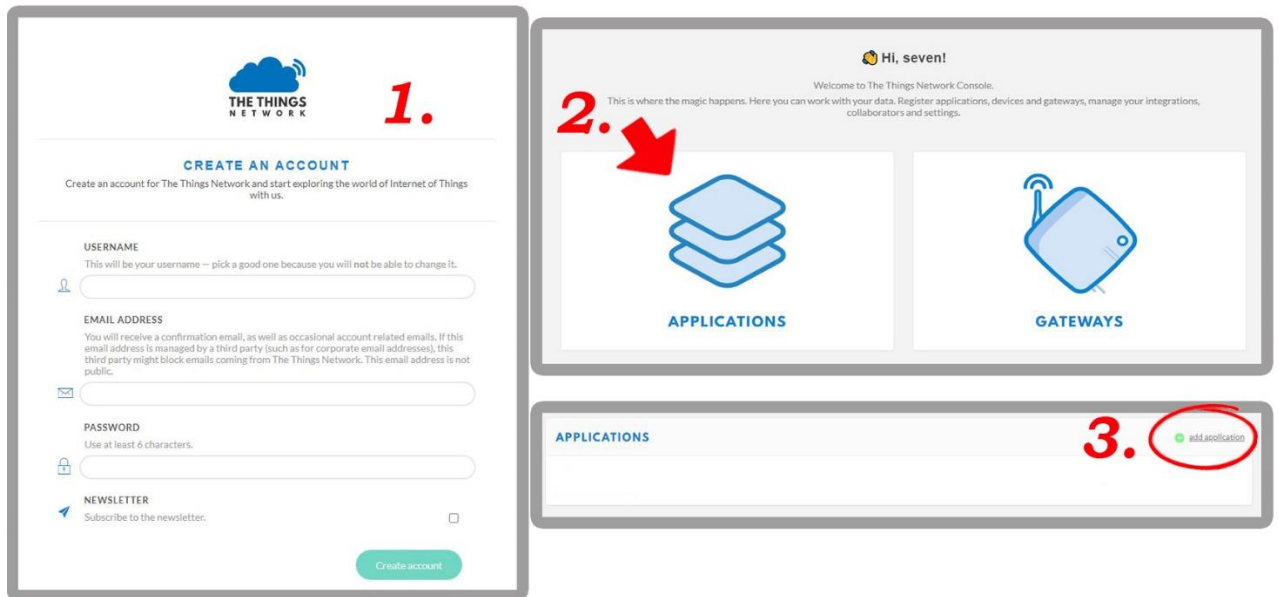 THE THINGS
NETWORK
1.
CREATE AN ACCOUNT
Create an account for The Things Network and start exploring the world of Internet of Things
with us.
USERNAME
This will be your username — pick a good one because you will not be able to change it.
EMAIL ADDRESS
You will receive a confirmation email, as well as occasional account related emails. If this
email address is managed by a third party (such as for corporate email addresses), this
third party might block emails coming from The Things Network. This email address is not
public.
PASSWORD
Use at least 6 characters.
NEWSLETTER
Subscribe to the newsletter.
Create account
Hi, seven!
Welcome to The Things Network Console.
This is where the magic happens. Here you can work with your data. Register applications, devices and gateways, manage your integrations,
collaborators and settings.
2.
APPLICATIONS
GATEWAYS
APPLICATIONS
3.
add application